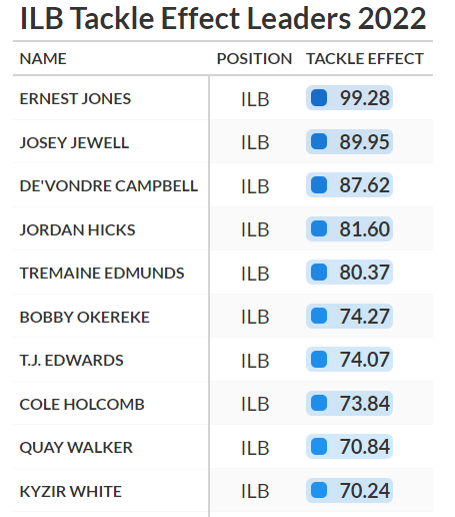 ILB Tackle Effect Leaders 2022
NAME POSITION TACKLE EFFECT
ERNEST JONES ILB 99.28
JOSEY JEWELL ILB 89.95
DE'VONDRE CAMPBELL ILB 87.62
JORDAN HICKS ILB 81.60
TREMAINE EDMUNDS ILB 80.37
BOBBY OKEREKE ILB 74.27
T.J. EDWARDS ILB 74.07
COLE HOLCOMB ILB 73.84
QUAY WALKER ILB 70.84
KYZIR WHITE ILB 70.24